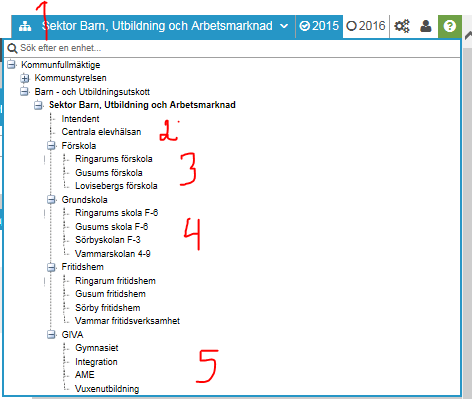 1
Sektor Barn, Utbildning och Arbetsmarknad 2015 2016 ?
Sök efter en enhet...
Kommunfullmäktige
Kommunstyrelsen
Barn - och Utbildningsutskott
Sektor Barn, Utbildning och Arbetsmarknad
Intendent
Centrala elevhälsan 2.
Förskola
Ringarums förskola
Gusums förskola 3
Lovisebergs förskola
Grundskola
Ringarums skola F-6
Gusums skola F-6
Sörbyskolan F-3 4
Vammarskolan 4-9
Fritidshem
Ringarum fritidshem
Gusum fritidshem
Sörby fritidshem
Vammar fritidsverksamhet
GIVA
Gymnasiet
Integration
AME 5
Vuxenutbildning